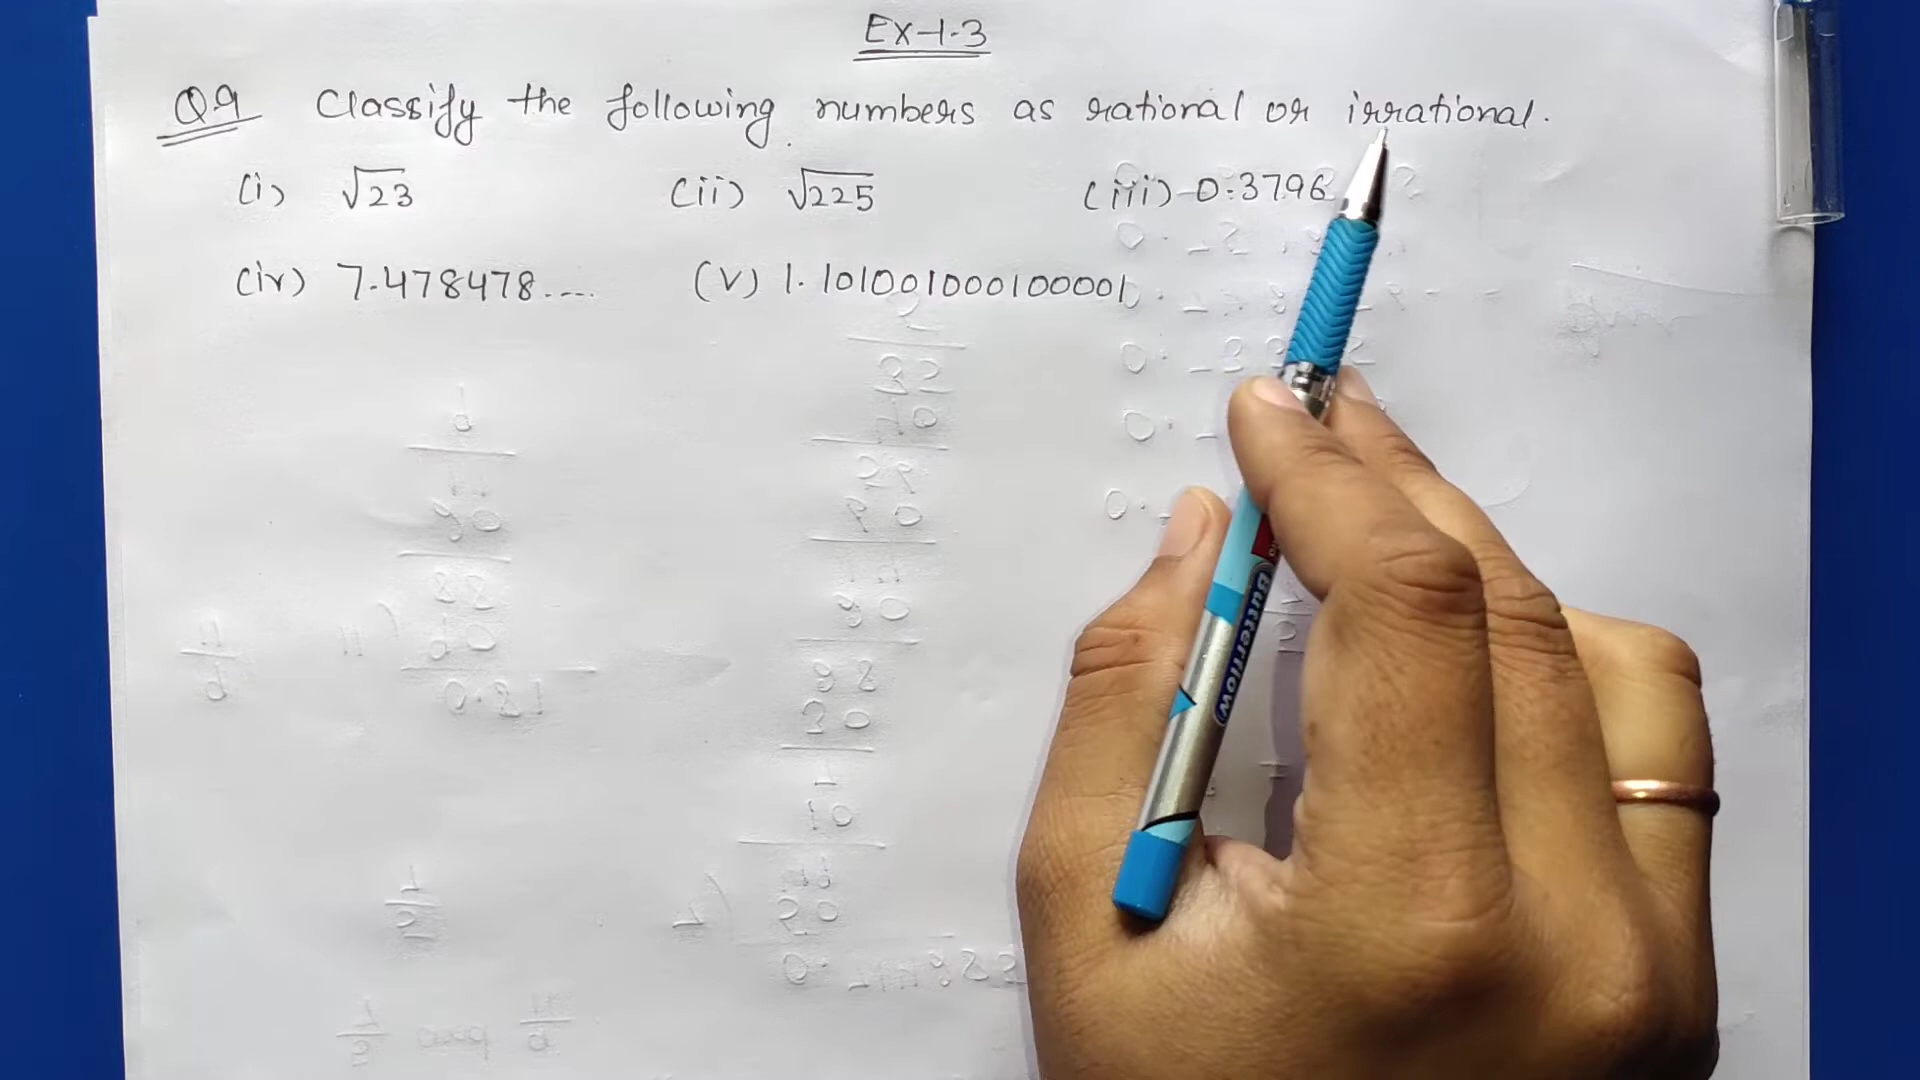 Ex-1.3
Q9 Classify the following numbers as rational or irrational.
(i) √23 (ii) √225 (iii) 0.3796
(iv) 7.478478.... (v) 1.101001000100001
Butterflow